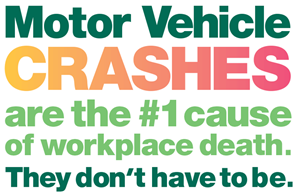 Motor Vehicle
CRASHES
are the #1 cause
of workplace death.
They don't have to be.